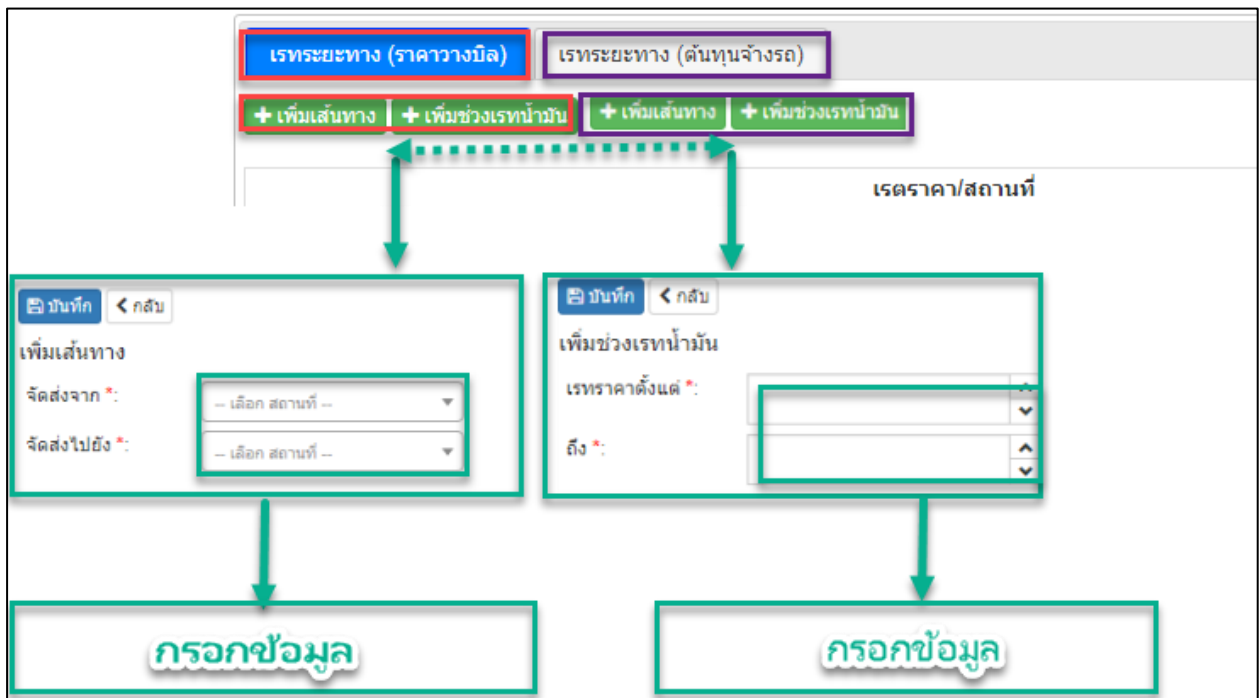 เรทระยะทาง (ราคาวางบิล) เรทระยะทาง (ต้นทุนจ้างรถ)
+ เพิ่มเส้นทาง + เพิ่มช่วงเรทน้ำมัน + เพิ่มเส้นทาง + เพิ่มช่วงเรทน้ำมัน
เรตราคา/สถานที่
บันทึก < กลับ
เพิ่มเส้นทาง
จัดส่งจาก *: -- เลือก สถานที่ --
จัดส่งไปยัง *: -- เลือก สถานที่ --
บันทึก < กลับ
เพิ่มช่วงเรทน้ำมัน
เรทราคาตั้งแต่ *:
ถึง *:
กรอกข้อมูล
กรอกข้อมูล